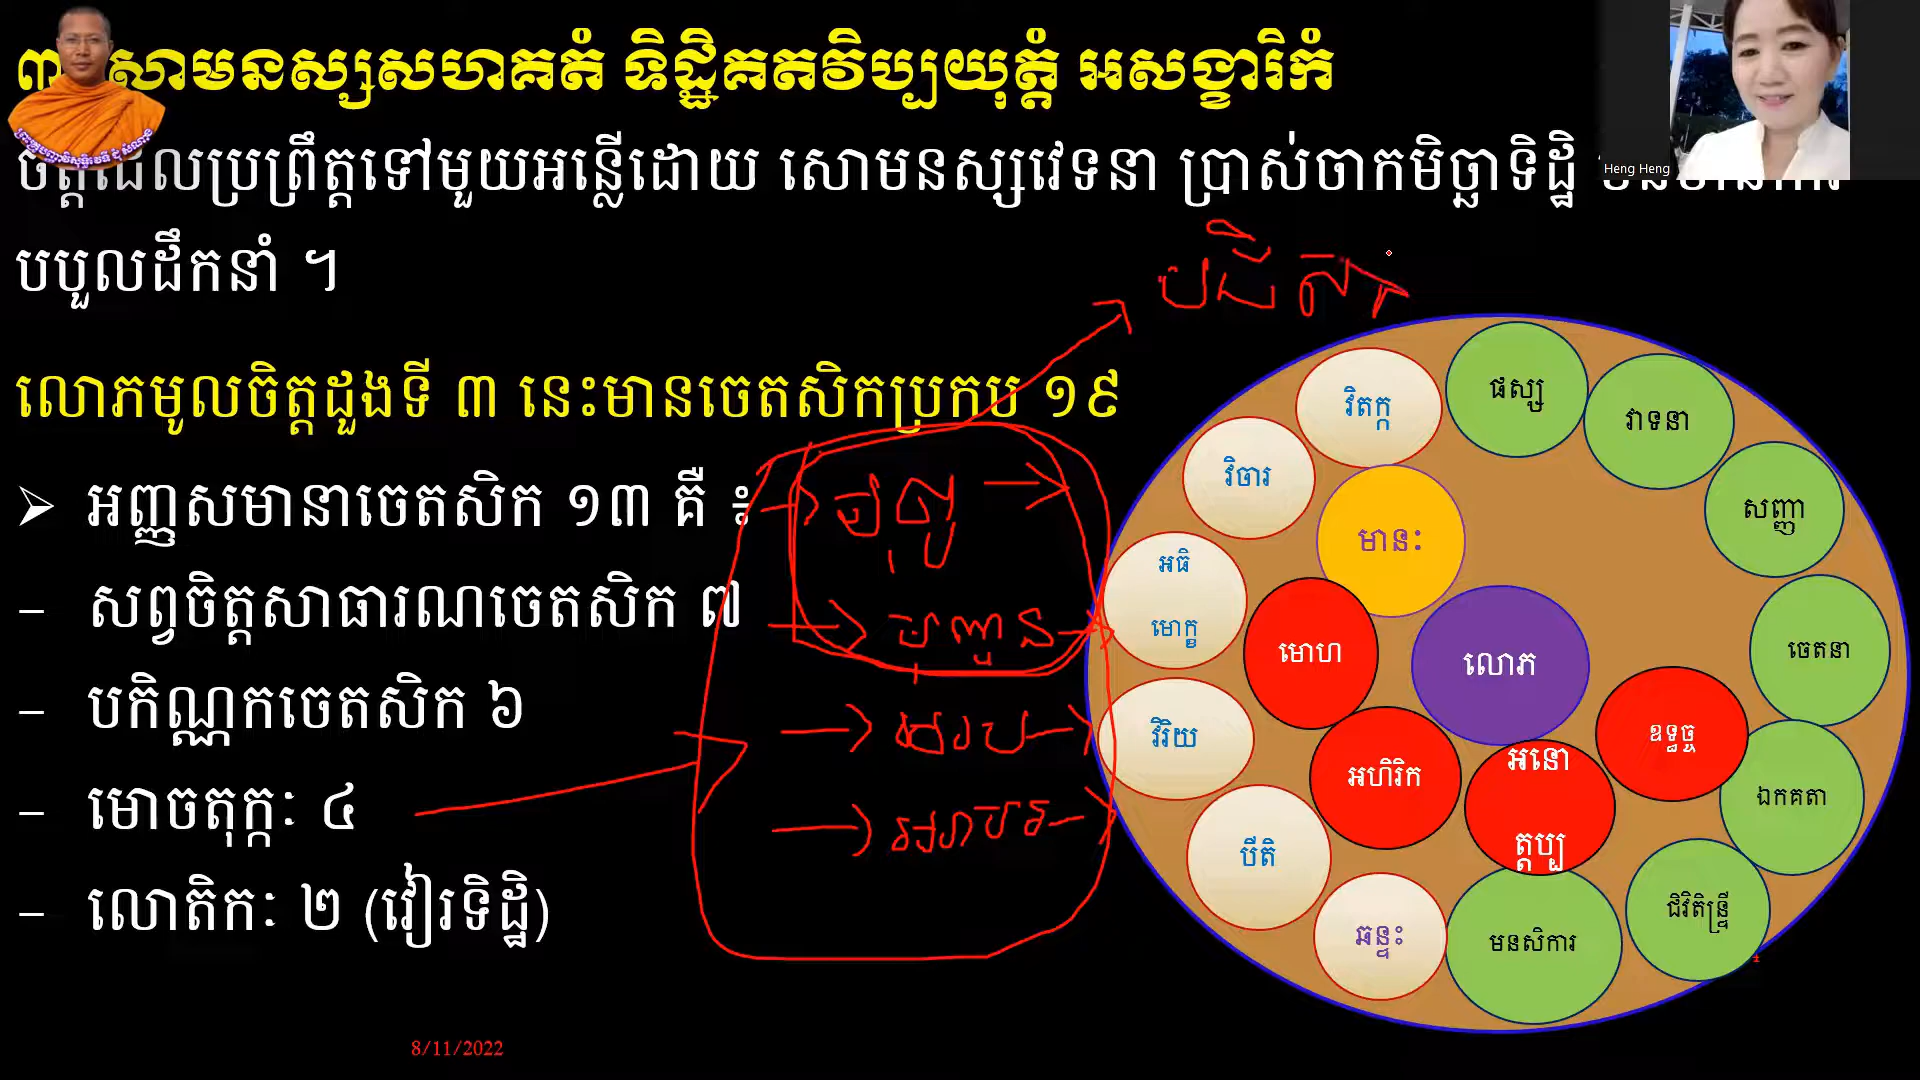 សោមនស្សសហគតំ ទិដ្ឋិគតវិប្បយុត្តំ អសង្ខារិកំ
ចិត្តដែលប្រព្រឹត្តទៅមួយអន្លើដោយ សោមនស្សវេទនា ប្រាស់ចាកមិច្ឆាទិដ្ឋិ
Heng Heng
បបួលដឹកនាំ ។
លោភមូលចិត្តដួងទី ៣ នេះមានចេតសិកប្រកប ១៩
➢ អញ្ញសមានាចេតសិក ១៣ គឺ ៖
– សព្វចិត្តសាធារណចេតសិក ៧
– បកិណ្ណកចេតសិក ៦
– មោចតុក្កៈ ៤
– លោតិកៈ ២ (វៀរទិដ្ឋិ)
វិតក្ក
ផស្ស
វាទនា
វិចារ
សញ្ញា
មានៈ
អធិ
មោក្ខ
មោហ
លោភ
ចេតនា
វិរិយ
ឧទ្ធច្ច
អហិរិក
អនោ
ត្តប្ប
ឯកគតា
បីតិ
ជិវិតិន្ទ្រី
ឆន្ទះ
មនសិការ
8/11/2022